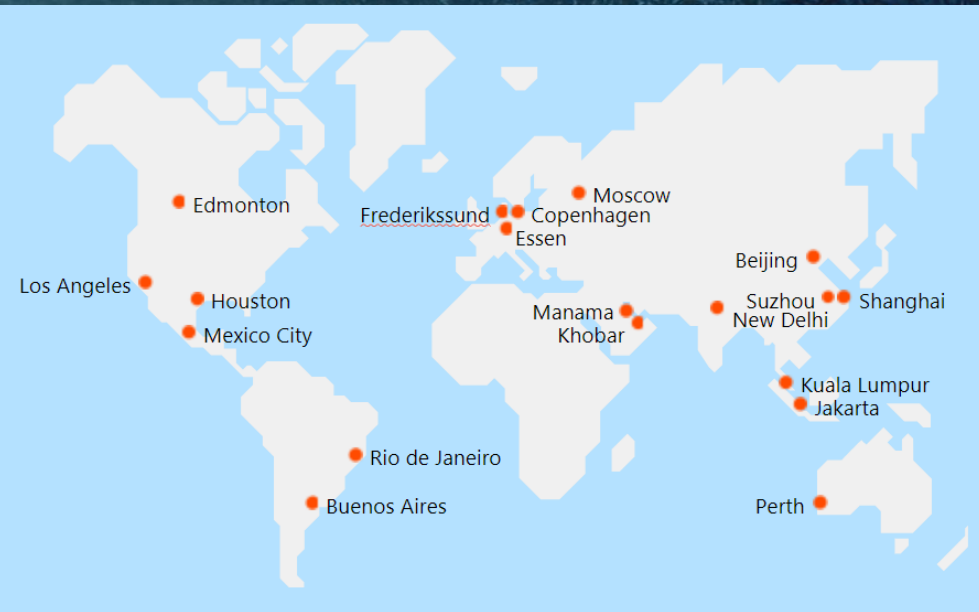 Edmonton
Moscow
Frederikssund
Copenhagen
Essen
Beijing
Los Angeles
Houston
Suzhou
Shanghai
Manama
New Delhi
Mexico City
Khobar
Kuala Lumpur
Jakarta
Rio de Janeiro
Buenos Aires
Perth